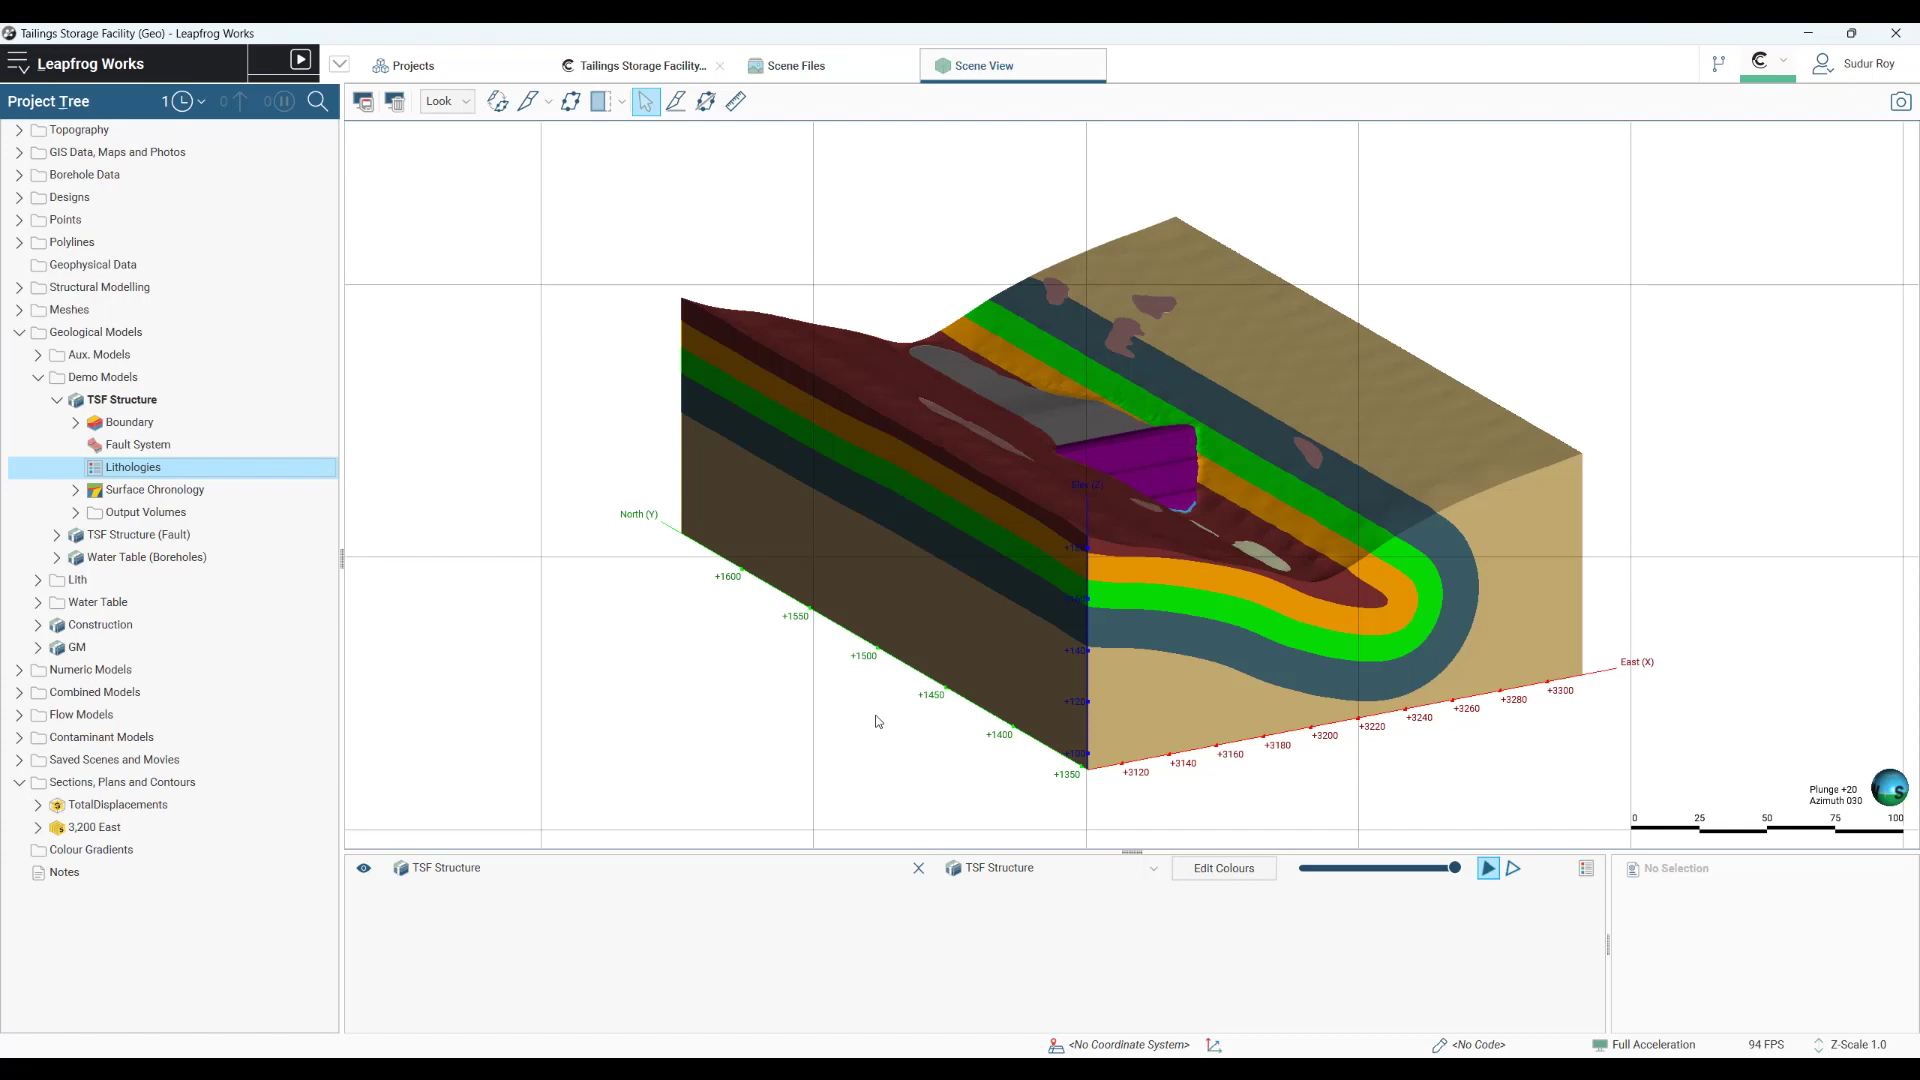 Tailings Storage Facility (Geo) - Leapfrog Works
Leapfrog Works
Projects
Tailings Storage Facility...
Scene Files
Scene View
Sudur Roy
Project Tree
1
0
0
Look
Topography
GIS Data, Maps and Photos
Borehole Data
Designs
Points
Polylines
Geophysical Data
Structural Modelling
Meshes
Geological Models
Aux. Models
Demo Models
TSF Structure
Boundary
Fault System
Lithologies
Surface Chronology
Output Volumes
TSF Structure (Fault)
Water Table (Boreholes)
Lith
Water Table
Construction
GM
Numeric Models
Combined Models
Flow Models
Contaminant Models
Saved Scenes and Movies
Sections, Plans and Contours
TotalDisplacements
3,200 East
Colour Gradients
Notes
Elev (Z)
North (Y)
+1600
+1550
+1500
+1450
+1400
+1350
+140
+120
+100
East (X)
+3120
+3140
+3160
+3180
+3200
+3220
+3240
+3260
+3280
+3300
Plunge +20
Azimuth 030
0 25 50 75 100
TSF Structure
TSF Structure
Edit Colours
No Selection
<No Coordinate System>
<No Code>
Full Acceleration
94 FPS
Z-Scale 1.0